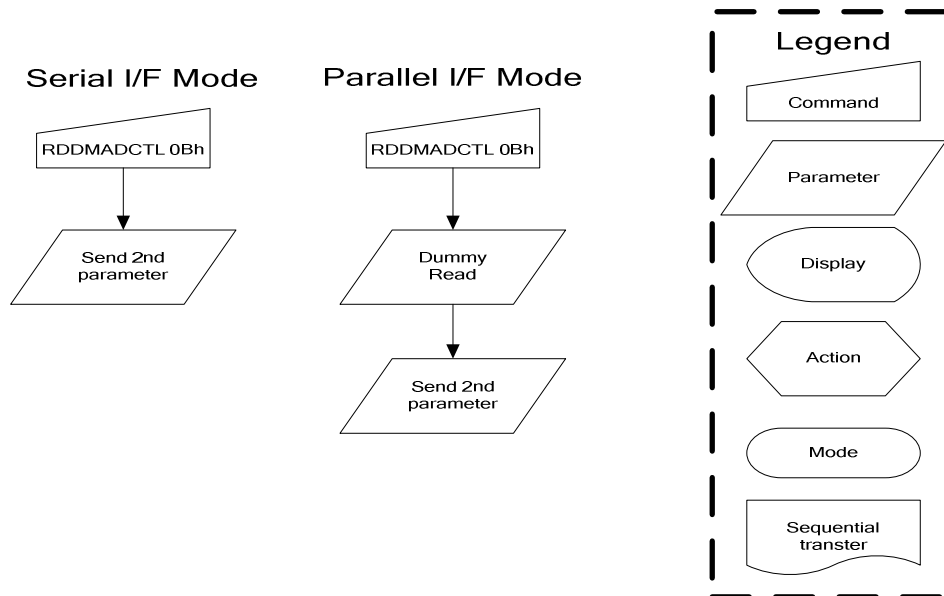 Serial I/F Mode
RDDMADCTL 0Bh
Send 2nd
parameter
Parallel I/F Mode
RDDMADCTL 0Bh
Dummy
Read
Send 2nd
parameter
Legend
Command
Parameter
Display
Action
Mode
Sequential
transter